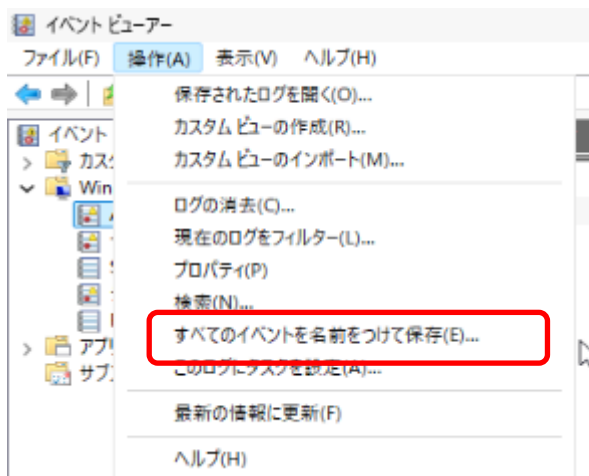 イベント ビューアー
ファイル(F) 操作(A) 表示(V) ヘルプ(H)
保存されたログを開く(O)...
カスタム ビューの作成(R)...
カスタム ビューのインポート(M)...
ログの消去(C)...
現在のログをフィルター(L)...
プロパティ(P)
検索(N)...
すべてのイベントを名前をつけて保存(E)...
このログにタスクを設定(A)...
最新の情報に更新(F)
ヘルプ(H)
イベント
カス
Win
アプ
サブ